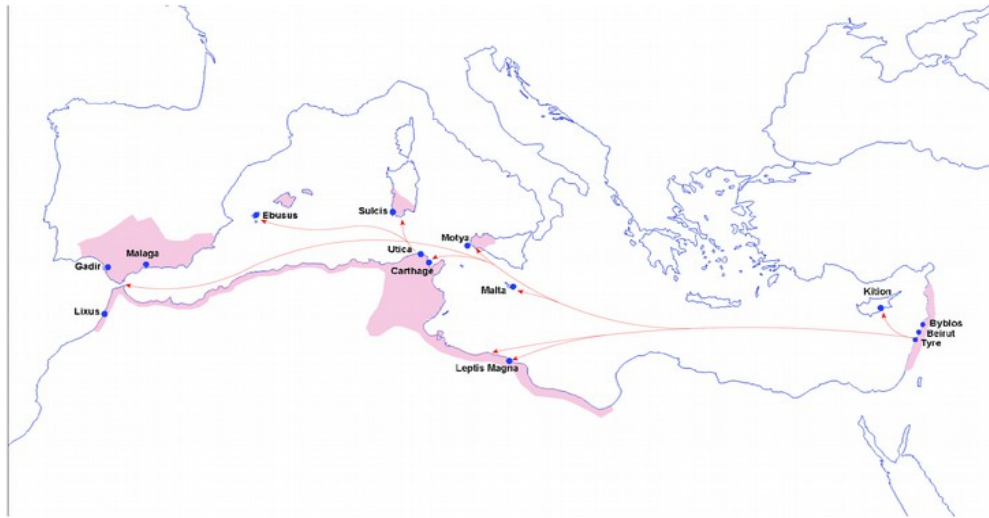 Ebusus
Sulcis
Motya
Malaga
Utica
Gadir
Carthage
Malta
Kition
Lixus
Byblos
Beirut
Tyre
Leptis Magna